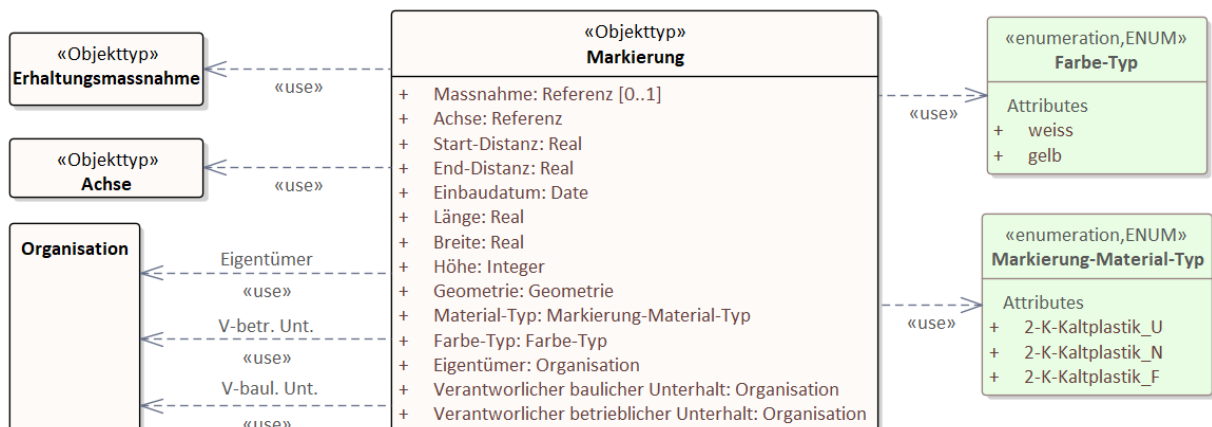 «Objekttyp»
Erhaltungsmassnahme
«use»
«Objekttyp»
Achse
«use»
Organisation
Eigentümer
«use»
V-betr. Unt.
«use»
V-baul. Unt.
«use»
«Objekttyp»
Markierung
+ Massnahme: Referenz [0..1]
+ Achse: Referenz
+ Start-Distanz: Real
+ End-Distanz: Real
+ Einbaudatum: Date
+ Länge: Real
+ Breite: Real
+ Höhe: Integer
+ Geometrie: Geometrie
+ Material-Typ: Markierung-Material-Typ
+ Farbe-Typ: Farbe-Typ
+ Eigentümer: Organisation
+ Verantworlicher baulicher Unterhalt: Organisation
+ Verantworlicher betrieblicher Unterhalt: Organisation
«use»
«enumeration,ENUM»
Farbe-Typ
Attributes
+ weiss
+ gelb
«use»
«enumeration,ENUM»
Markierung-Material-Typ
Attributes
+ 2-K-Kaltplastik_U
+ 2-K-Kaltplastik_N
+ 2-K-Kaltplastik_F